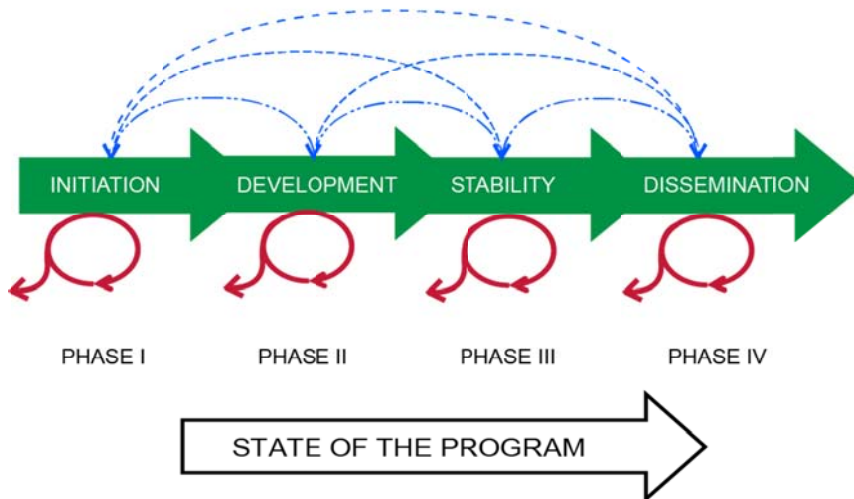 INITIATION DEVELOPMENT STABILITY DISSEMINATION
PHASE I PHASE II PHASE III PHASE IV
STATE OF THE PROGRAM